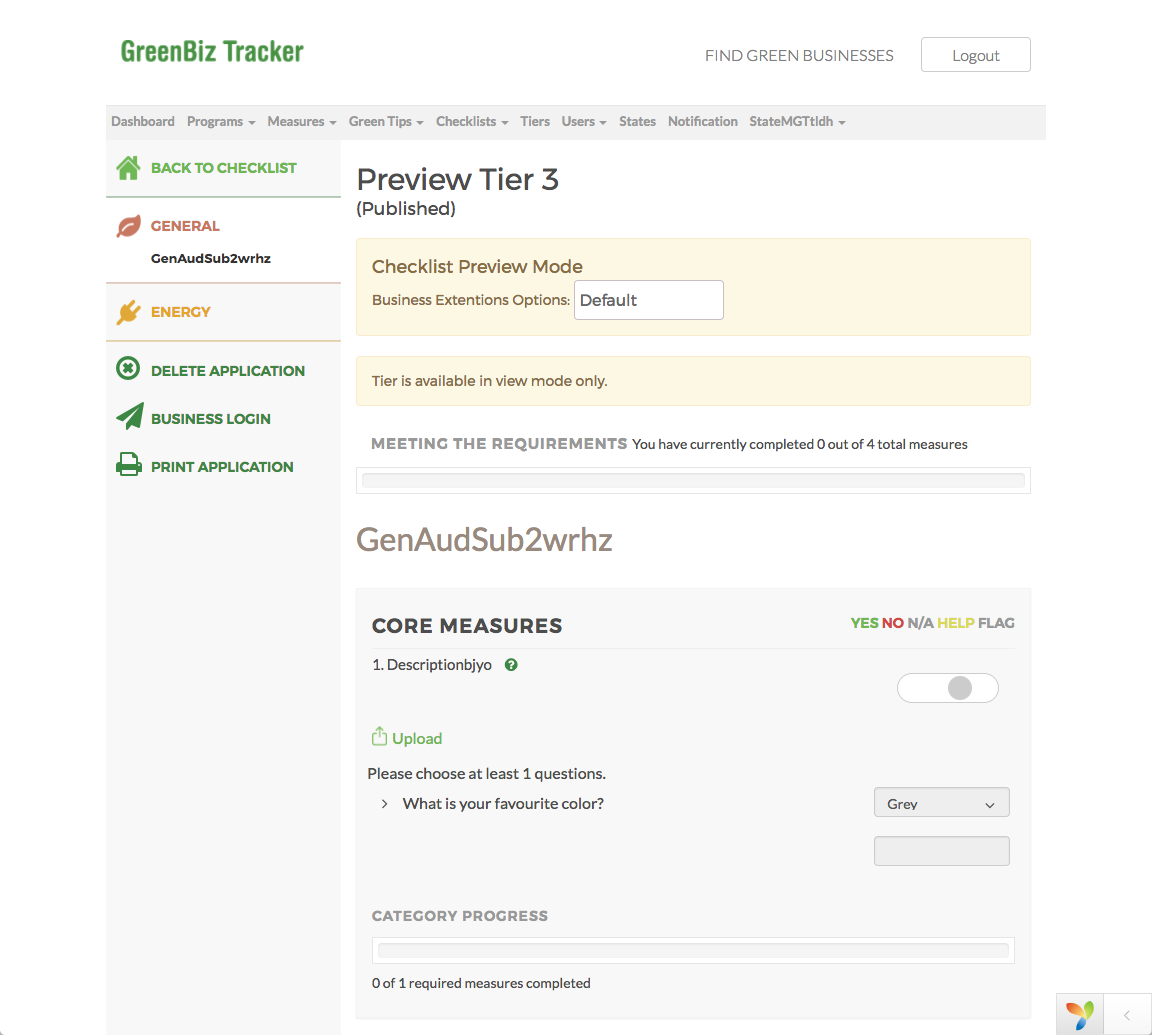 GreenBiz Tracker
FIND GREEN BUSINESSES
Logout
Dashboard Programs Measures Green Tips Checklists Tiers Users States Notification StateMGTtldh
BACK TO CHECKLIST
GENERAL
GenAudSub2wrhz
ENERGY
DELETE APPLICATION
BUSINESS LOGIN
PRINT APPLICATION
Preview Tier 3
(Published)
Checklist Preview Mode
Business Extentions Options: Default
Tier is available in view mode only.
MEETING THE REQUIREMENTS You have currently completed 0 out of 4 total measures
GenAudSub2wrhz
CORE MEASURES
YES NO N/A HELP FLAG
1. Descriptionbjyo ?
Upload
Please choose at least 1 questions.
What is your favourite color?
Grey
CATEGORY PROGRESS
0 of 1 required measures completed